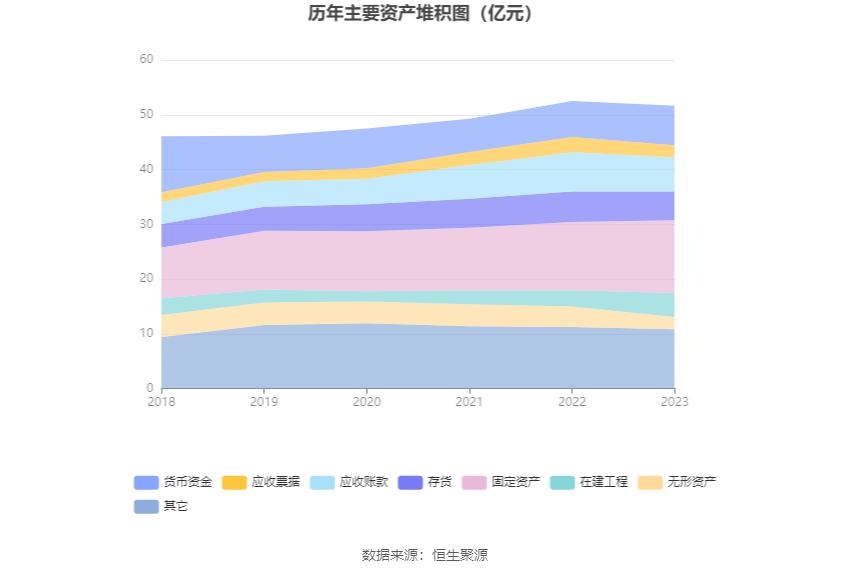 历年主要资产堆积图（亿元）
60
50
40
30
20
10
0
2018 2019 2020 2021 2022 2023
货币资金 应收票据 应收账款 存货 固定资产 在建工程 无形资产
其它
数据来源：恒生聚源